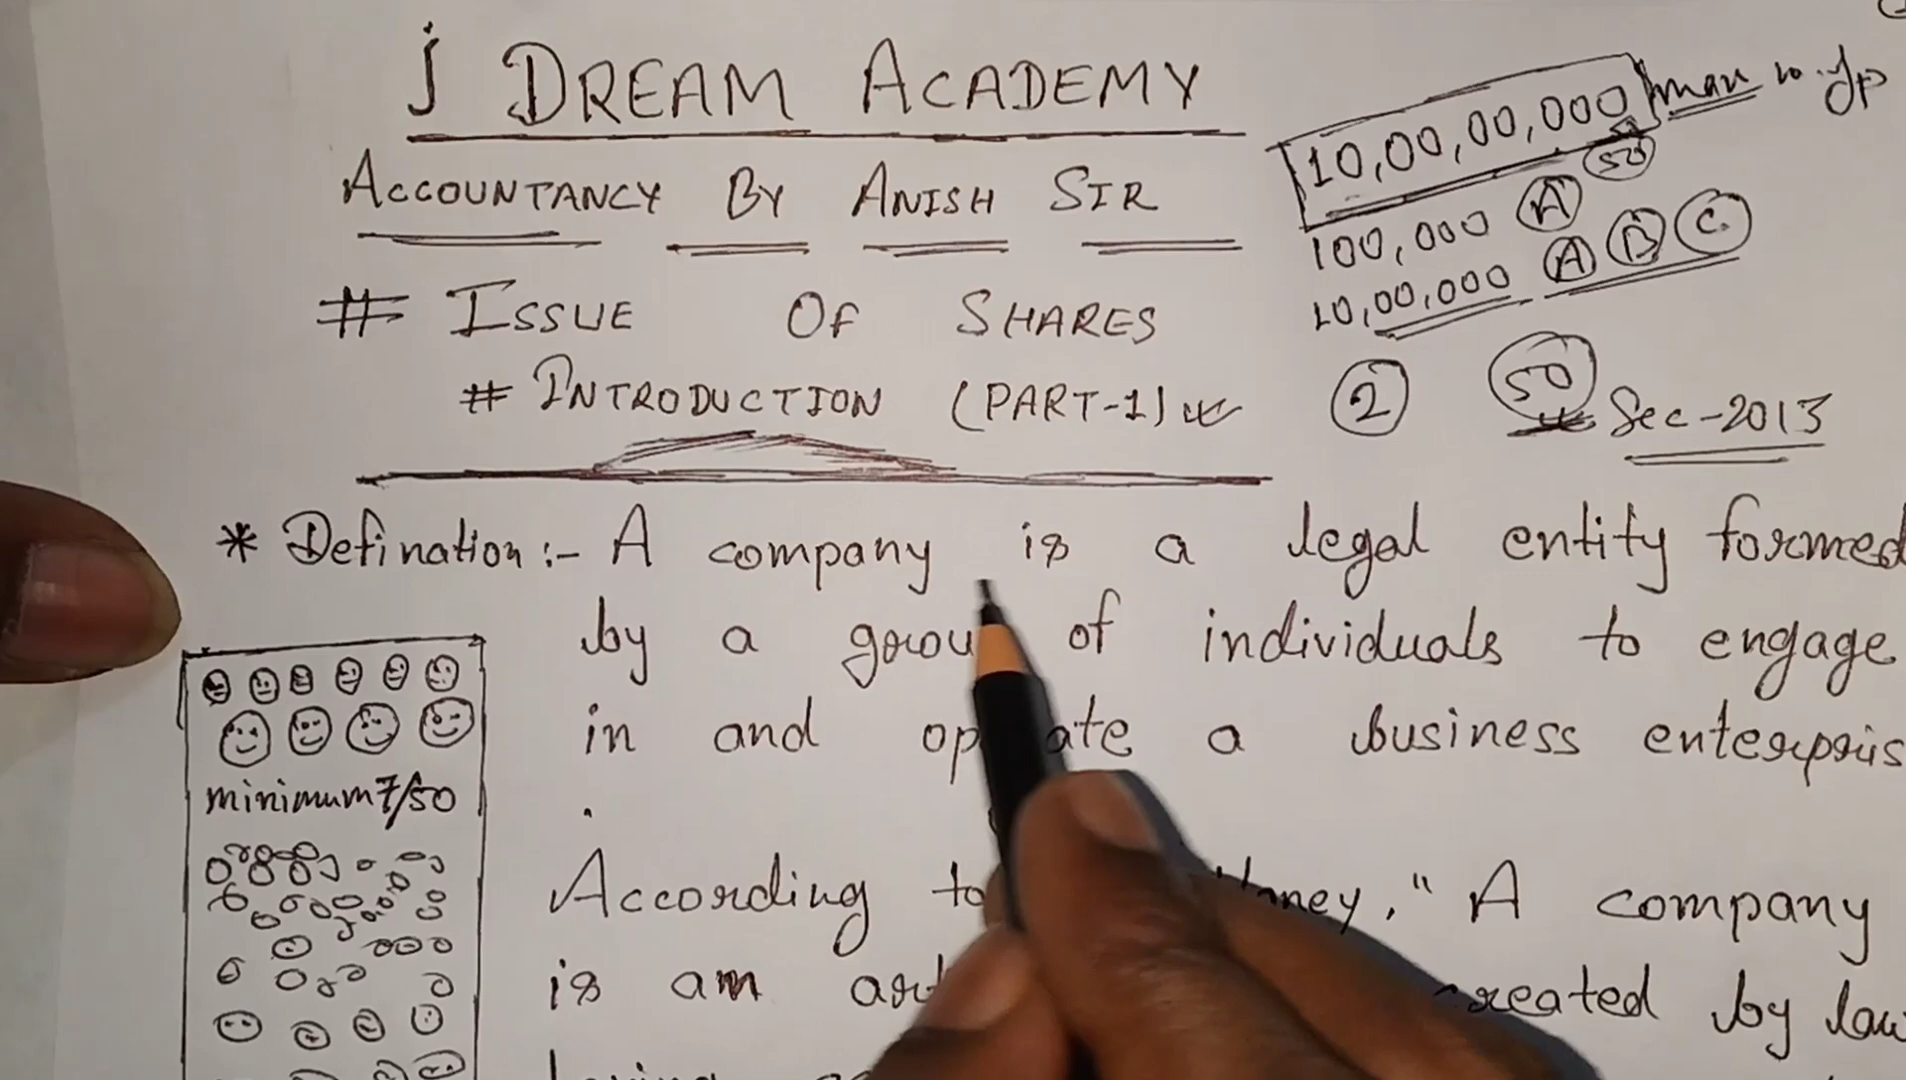 J DREAM ACADEMY
ACCOUNTANCY BY ANISH SIR
# ISSUE OF SHARES
# INTRODUCTION (PART-1)
10,00,00,000
50
100,000 A
10,00,000 A B C
2 50 Sec-2013
* Defination :- A company is a legal entity formed
by a grou of individuals to engage
in and op ate a business enterpris
minimum 7/50
According to ney, " A company
is am created by law